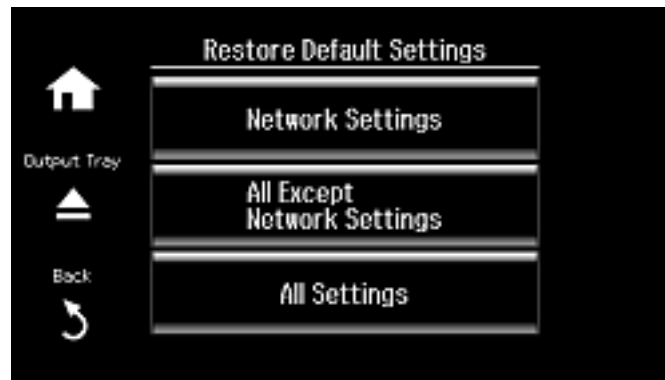 Restore Default Settings
Network Settings
Output Tray
All Except
Network Settings
Back
All Settings